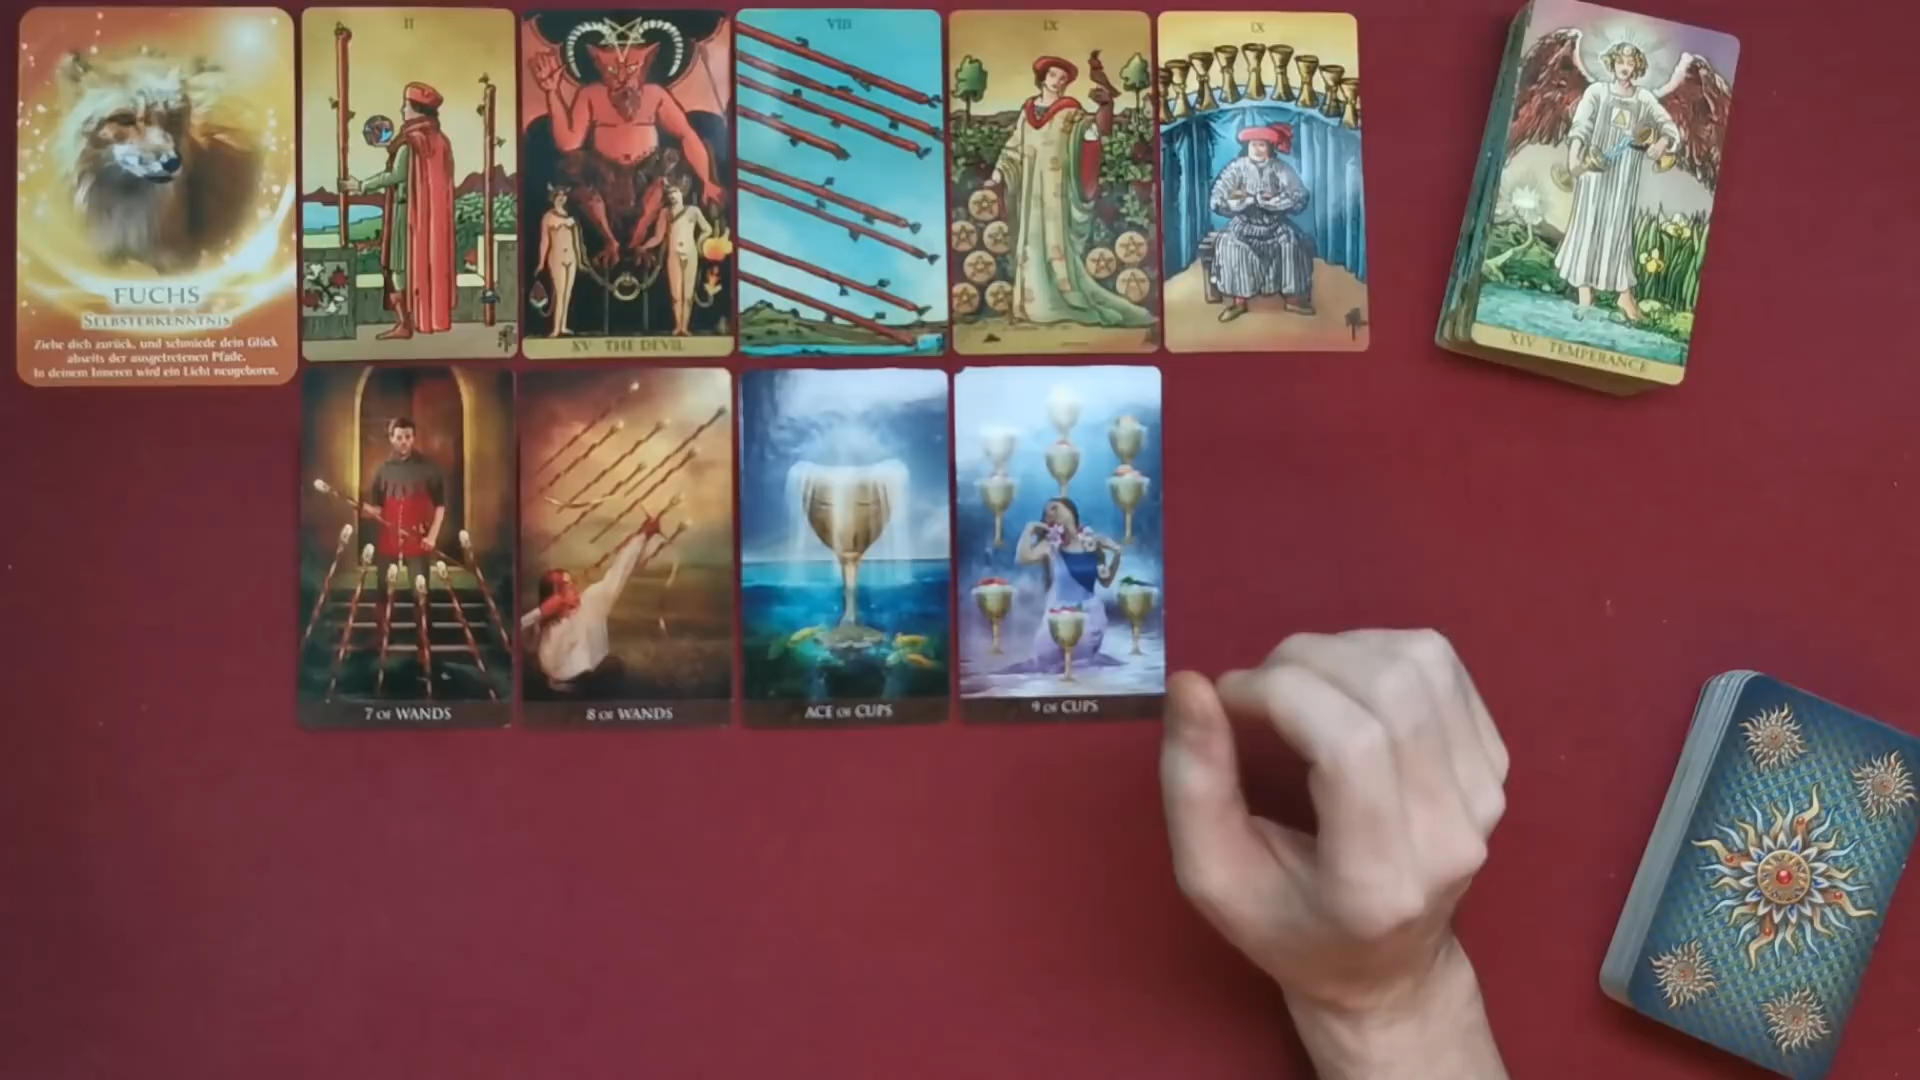 FUCHS
SELBSTERKENNTNIS
Ziehe dich zurück, und schmiede dein Glück
abseits der ausgetretenen Pfade.
In deinem Inneren wird ein Licht neugeboren.
II
XV THE DEVIL
VIII
IX
IX
XIV TEMPERANCE
7 OF WANDS
8 OF WANDS
ACE OF CUPS
9 OF CUPS